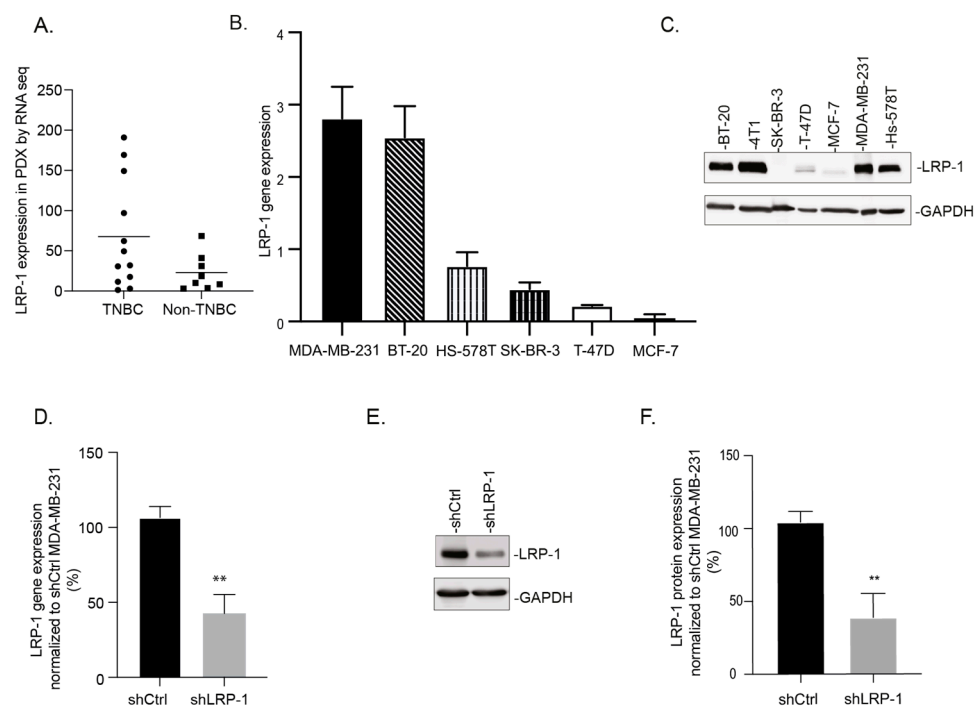 A.
LRP-1 expression in PDX by RNA seq
250
200
150
100
50
0
TNBC
Non-TNBC
B.
LRP-1 gene expression
4
3
2
1
0
MDA-MB-231
BT-20
HS-578T
SK-BR-3
T-47D
MCF-7
C.
-BT-20
-4T1
-SK-BR-3
-T-47D
-MCF-7
-MDA-MB-231
-Hs-578T
-LRP-1
-GAPDH
D.
LRP-1 gene expression
normalized to shCtrl MDA-MB-231
(%)
150
100
50
0
**
shCtrl
shLRP-1
E.
-shCtrl
-shLRP-1
-LRP-1
-GAPDH
F.
LRP-1 protein expression
normalized to shCtrl MDA-MB-231
(%)
150
100
50
0
**
shCtrl
shLRP-1